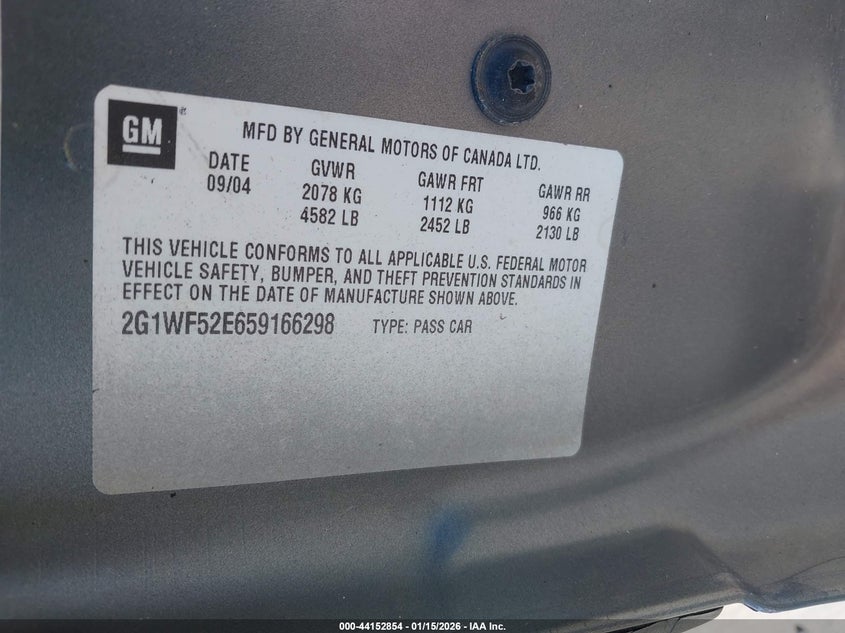 GM
MFD BY GENERAL MOTORS OF CANADA LTD.
DATE GVWR GAWR FRT GAWR RR
09/04 2078 KG 1112 KG 966 KG
4582 LB 2452 LB 2130 LB
THIS VEHICLE CONFORMS TO ALL APPLICABLE U.S. FEDERAL MOTOR
VEHICLE SAFETY, BUMPER, AND THEFT PREVENTION STANDARDS IN
EFFECT ON THE DATE OF MANUFACTURE SHOWN ABOVE.
2G1WF52E659166298 TYPE: PASS CAR
000-44152854 - 01/15/2026 - IAA Inc.